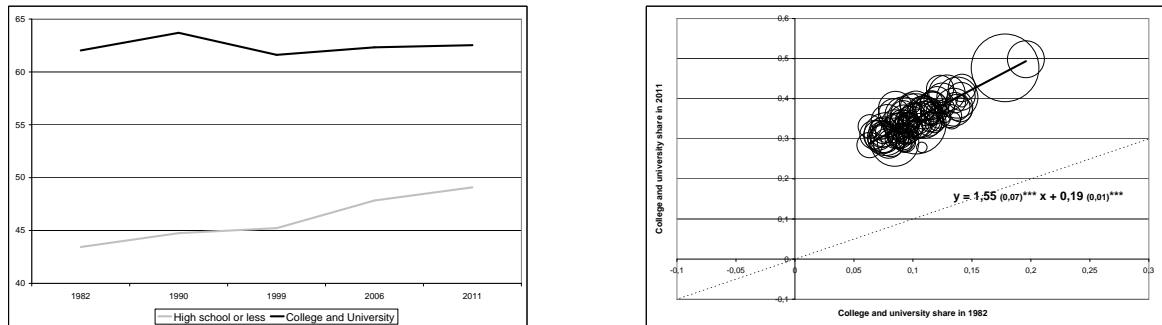 65
60
55
50
45
40
1982 1990 1999 2006 2011
High school or less College and University
0,6
0,5
0,4
0,3
0,2
0,1
0
-0,1
-0,1 -0,05 0 0,05 0,1 0,15 0,2 0,25 0,3
y = 1,55 (0,07)*** x + 0,19 (0,01)***
College and university share in 2011
College and university share in 1982